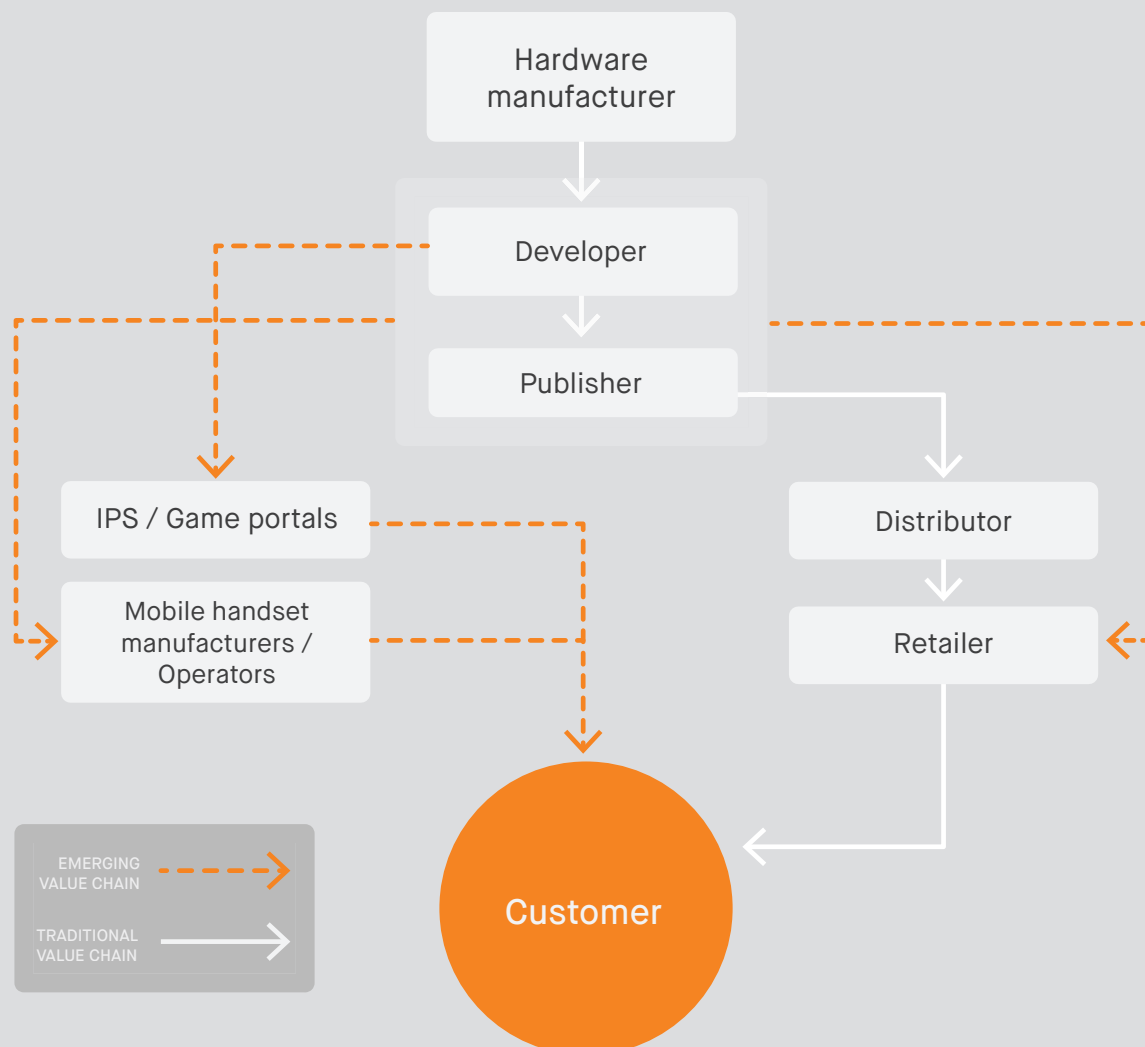 Hardware
manufacturer
Developer
Publisher
IPS / Game portals
Distributor
Mobile handset
manufacturers /
Operators
Retailer
EMERGING
VALUE CHAIN
TRADITIONAL
VALUE CHAIN
Customer